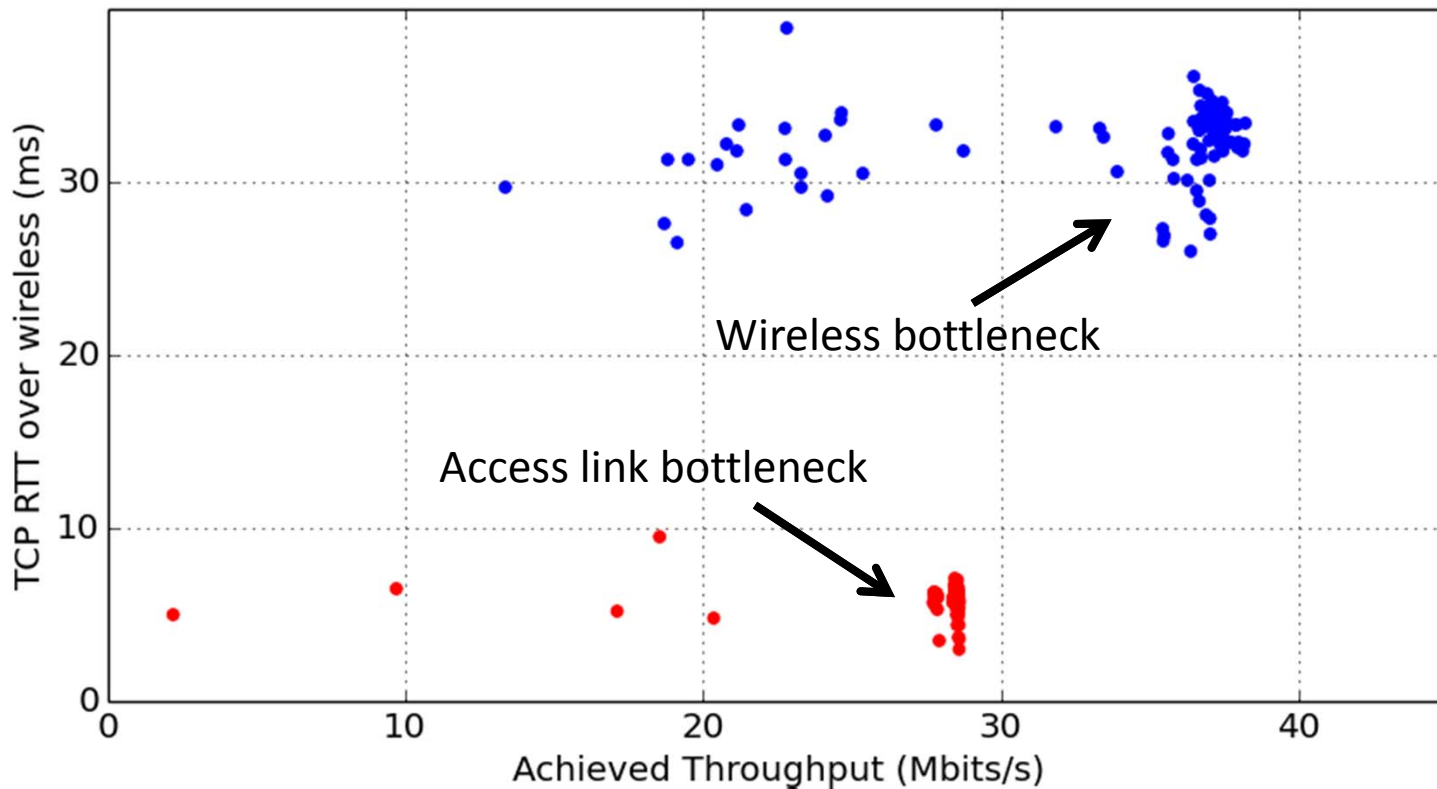 TCP RTT over wireless (ms)
30
20
10
0
Wireless bottleneck
Access link bottleneck
0 10 20 30 40
Achieved Throughput (Mbits/s)